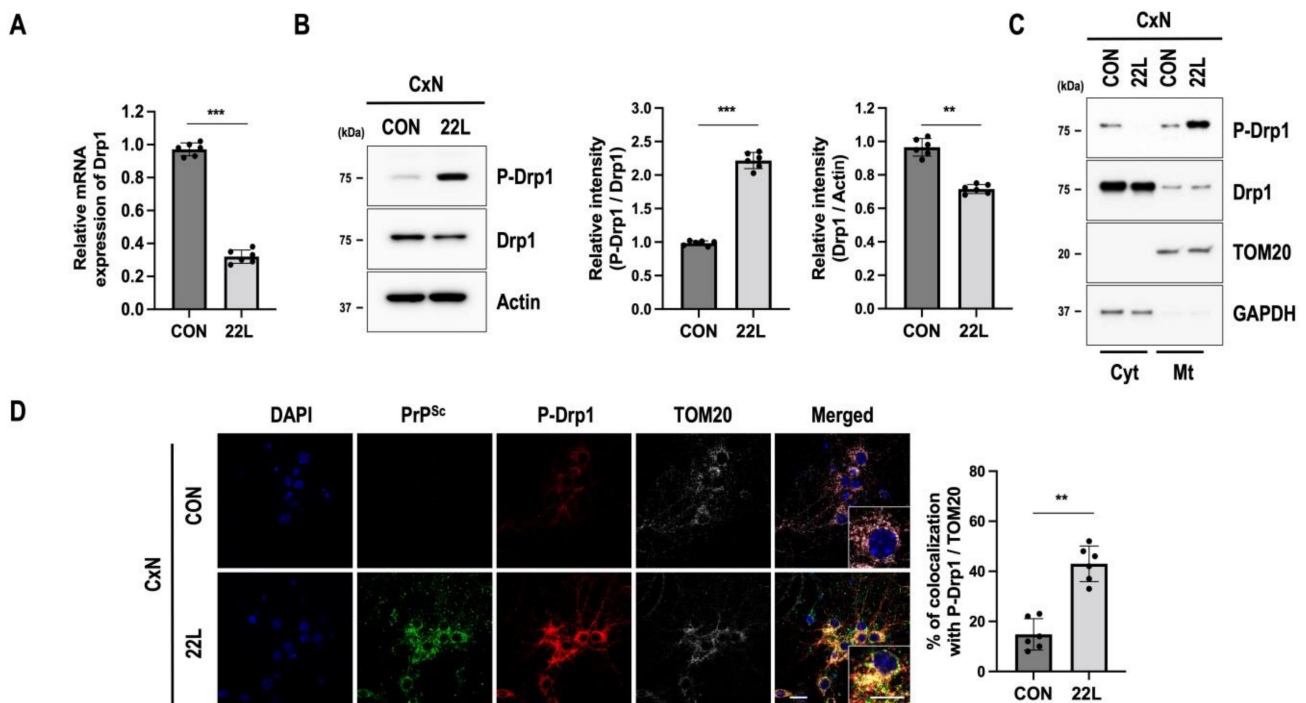 A
Relative mRNA
expression of Drp1
1.2
1.0
0.8
0.6
0.4
0.2
0.0
***
CON
22L
B
CxN
(kDa)
CON
22L
75
P-Drp1
75
Drp1
37
Actin
Relative intensity
(P-Drp1 / Drp1)
3.0
2.5
2.0
1.5
1.0
0.5
0.0
***
CON
22L
Relative intensity
(Drp1 / Actin)
1.2
1.0
0.8
0.6
0.4
0.2
0.0
**
CON
22L
C
CxN
(kDa)
CON
22L
CON
22L
75
P-Drp1
75
Drp1
20
TOM20
37
GAPDH
Cyt
Mt
D
DAPI
PrPSc
P-Drp1
TOM20
Merged
CxN
CON
22L
% of colocalization
with P-Drp1 / TOM20
80
60
40
20
0
**
CON
22L